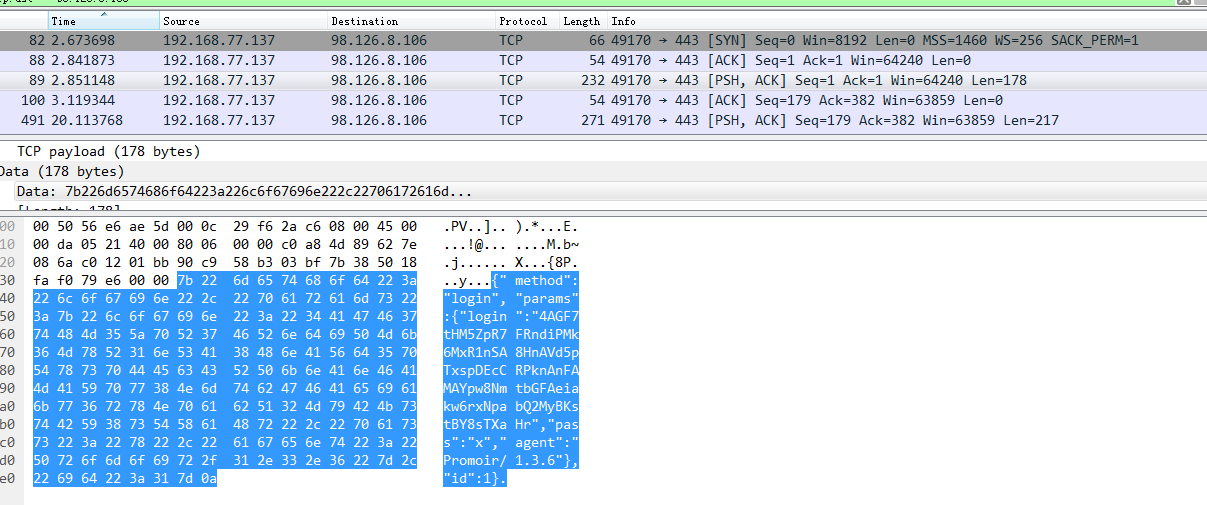 Time Source Destination Protocol Length Info
82 2.673698 192.168.77.137 98.126.8.106 TCP 66 49170 → 443 [SYN] Seq=0 Win=8192 Len=0 MSS=1460 WS=256 SACK_PERM=1
88 2.841873 192.168.77.137 98.126.8.106 TCP 54 49170 → 443 [ACK] Seq=1 Ack=1 Win=64240 Len=0
89 2.851148 192.168.77.137 98.126.8.106 TCP 232 49170 → 443 [PSH, ACK] Seq=1 Ack=1 Win=64240 Len=178
100 3.119344 192.168.77.137 98.126.8.106 TCP 54 49170 → 443 [ACK] Seq=179 Ack=382 Win=63859 Len=0
491 20.113768 192.168.77.137 98.126.8.106 TCP 271 49170 → 443 [PSH, ACK] Seq=179 Ack=382 Win=63859 Len=217
TCP payload (178 bytes)
Data (178 bytes)
Data: 7b226d6574686f64223a226c6f67696e222c22706172616d...
[Length: 178]
00 00 50 56 e6 ae 5d 00 0c 29 f6 2a c6 08 00 45 00 .PV..].. ).*...E.
10 00 da 05 21 40 00 80 06 00 00 c0 a8 4d 89 62 7e ...!@... ....M.b~
20 08 6a c0 12 01 bb 90 c9 58 b3 03 bf 7b 38 50 18 .j...... X...{8P.
30 fa f0 79 e6 00 00 7b 22 6d 65 74 68 6f 64 22 3a ..y...{" method":
40 22 6c 6f 67 69 6e 22 2c 22 70 61 72 61 6d 73 22 "login", "params"
50 3a 7b 22 6c 6f 67 69 6e 22 3a 22 34 41 47 46 37 :{"login ":"4AGF7
60 74 48 4d 35 5a 70 52 37 46 52 6e 64 69 50 4d 6b tHM5ZpR7 FRndiPMk
70 36 4d 78 52 31 6e 53 41 38 48 6e 41 56 64 35 70 6MxR1nSA 8HnAVd5p
80 54 78 73 70 44 45 63 43 52 50 6b 6e 41 6e 46 41 TxspDEcC RPknAnFA
90 4d 41 59 70 77 38 4e 6d 74 62 47 46 41 65 69 61 MAYpw8Nm tbGFAeia
a0 6b 77 36 72 78 4e 70 61 62 51 32 4d 79 42 4b 73 kw6rxNpa bQ2MyBKs
b0 74 42 59 38 73 54 58 61 48 72 22 2c 22 70 61 73 tBY8sTXa Hr","pas
c0 73 22 3a 22 78 22 2c 22 61 67 65 6e 74 22 3a 22 s":"x"," agent":"
d0 50 72 6f 6d 6f 69 72 2f 31 2e 33 2e 36 22 7d 2c Promoir/ 1.3.6"},
e0 22 69 64 22 3a 31 7d 0a "id":1}.